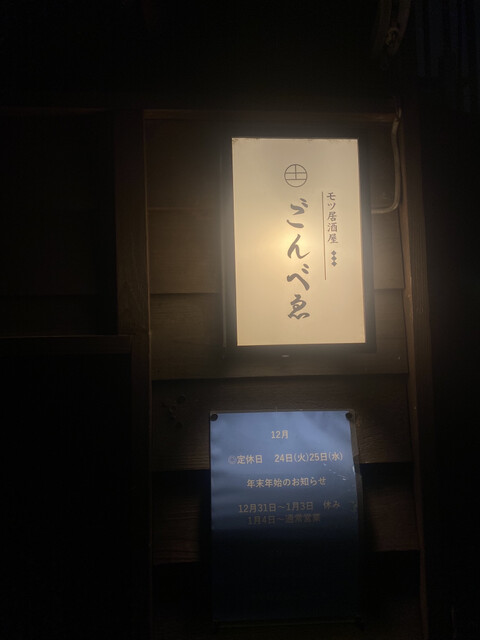 モツ居酒屋
ごんべゑ
12月
◎定休日 24日(火)25日(水)
年末年始のお知らせ
12月31日～1月3日 休み
1月4日～通常営業